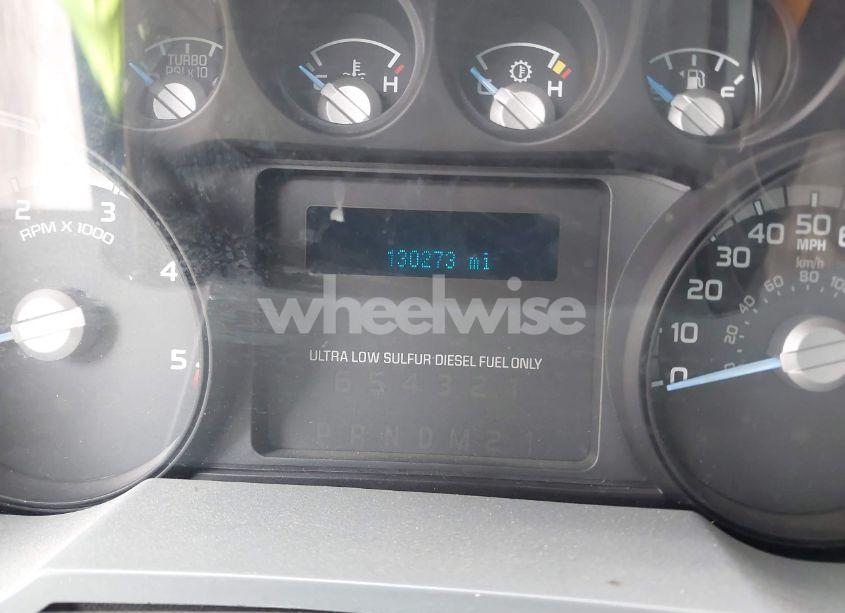 TURBO
PSI x 10
H
C H
F
2 3
RPM X 1000
4
5
130273 mi
wheelwise
ULTRA LOW SULFUR DIESEL FUEL ONLY
6 5 4 3 2 1
P R N D M 2 1
0 10 20 30 40 50 6
MPH
km/h
20 40 60 80 10